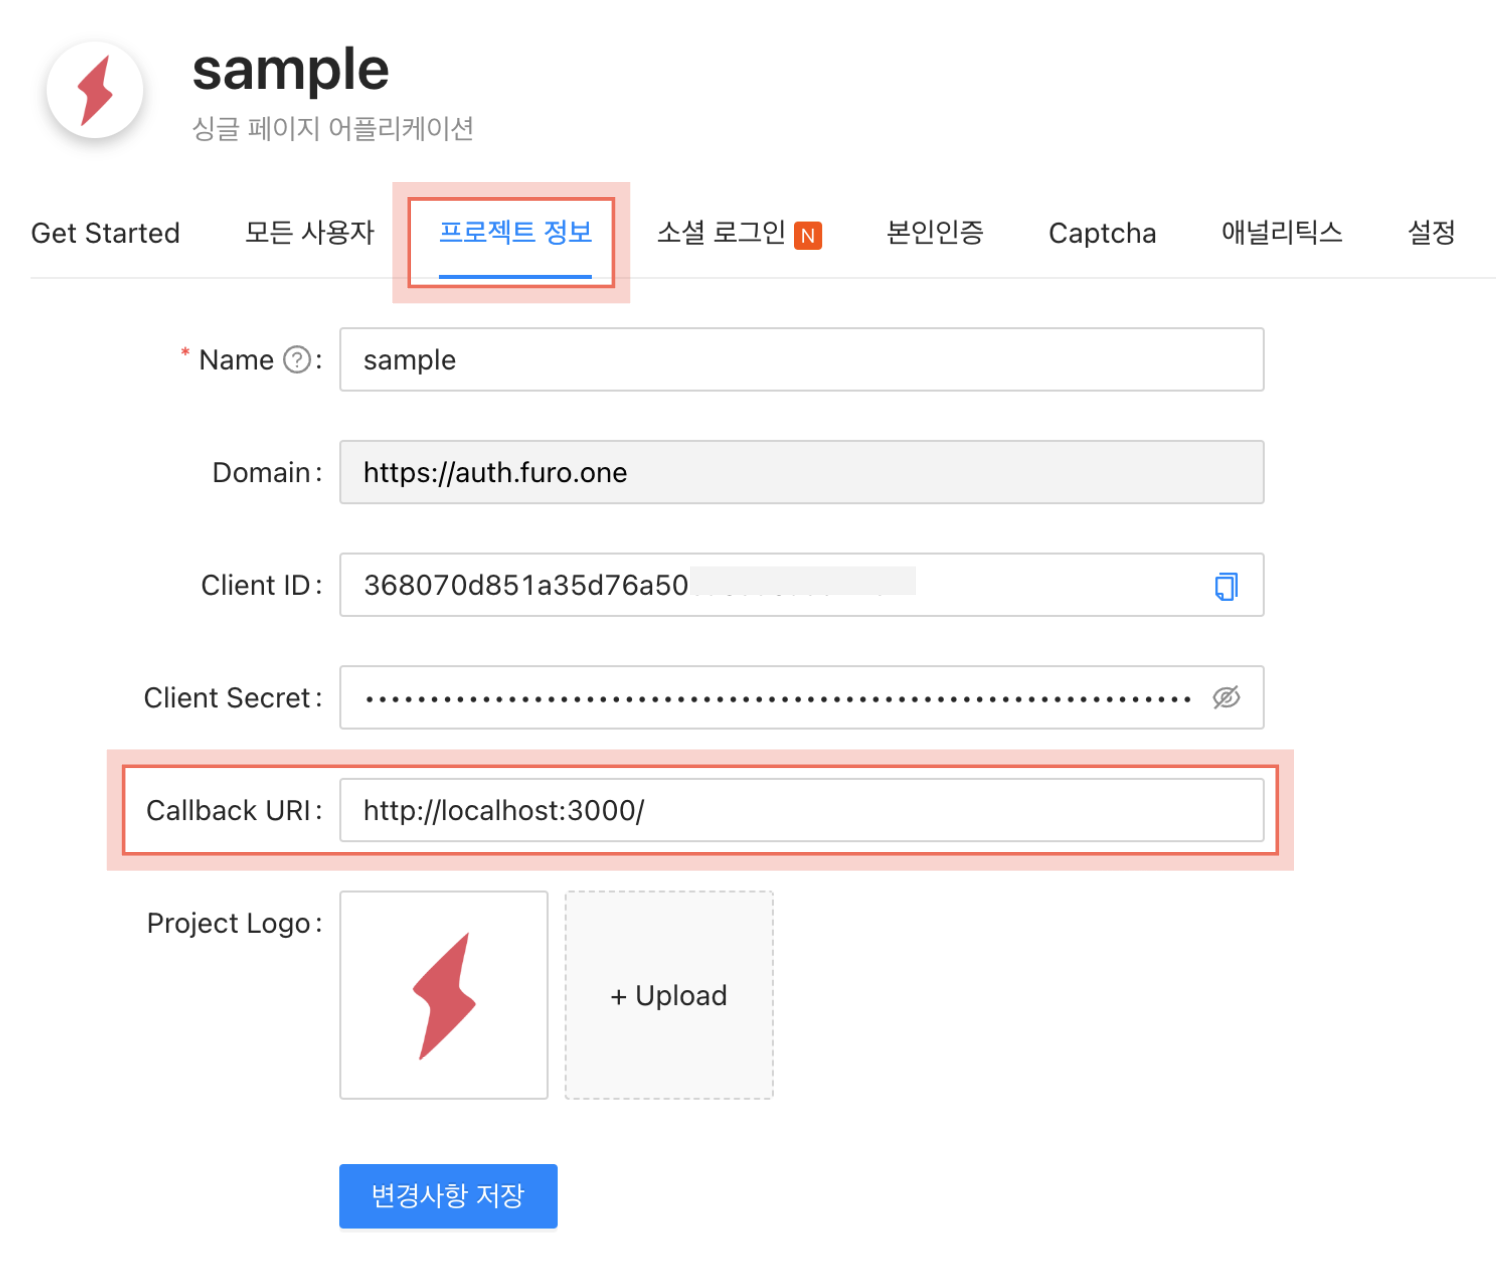 sample
싱글 페이지 어플리케이션
Get Started 모든 사용자 프로젝트 정보 소셜 로그인 N 본인인증 Captcha 애널리틱스 설정
* Name ? : sample
Domain : https://auth.furo.one
Client ID : 368070d851a35d76a50
Client Secret : ••••••••••••••••••••••••••••••••••••••••••••••••••••••••••••••••
Callback URI : http://localhost:3000/
Project Logo :
+ Upload
변경사항 저장